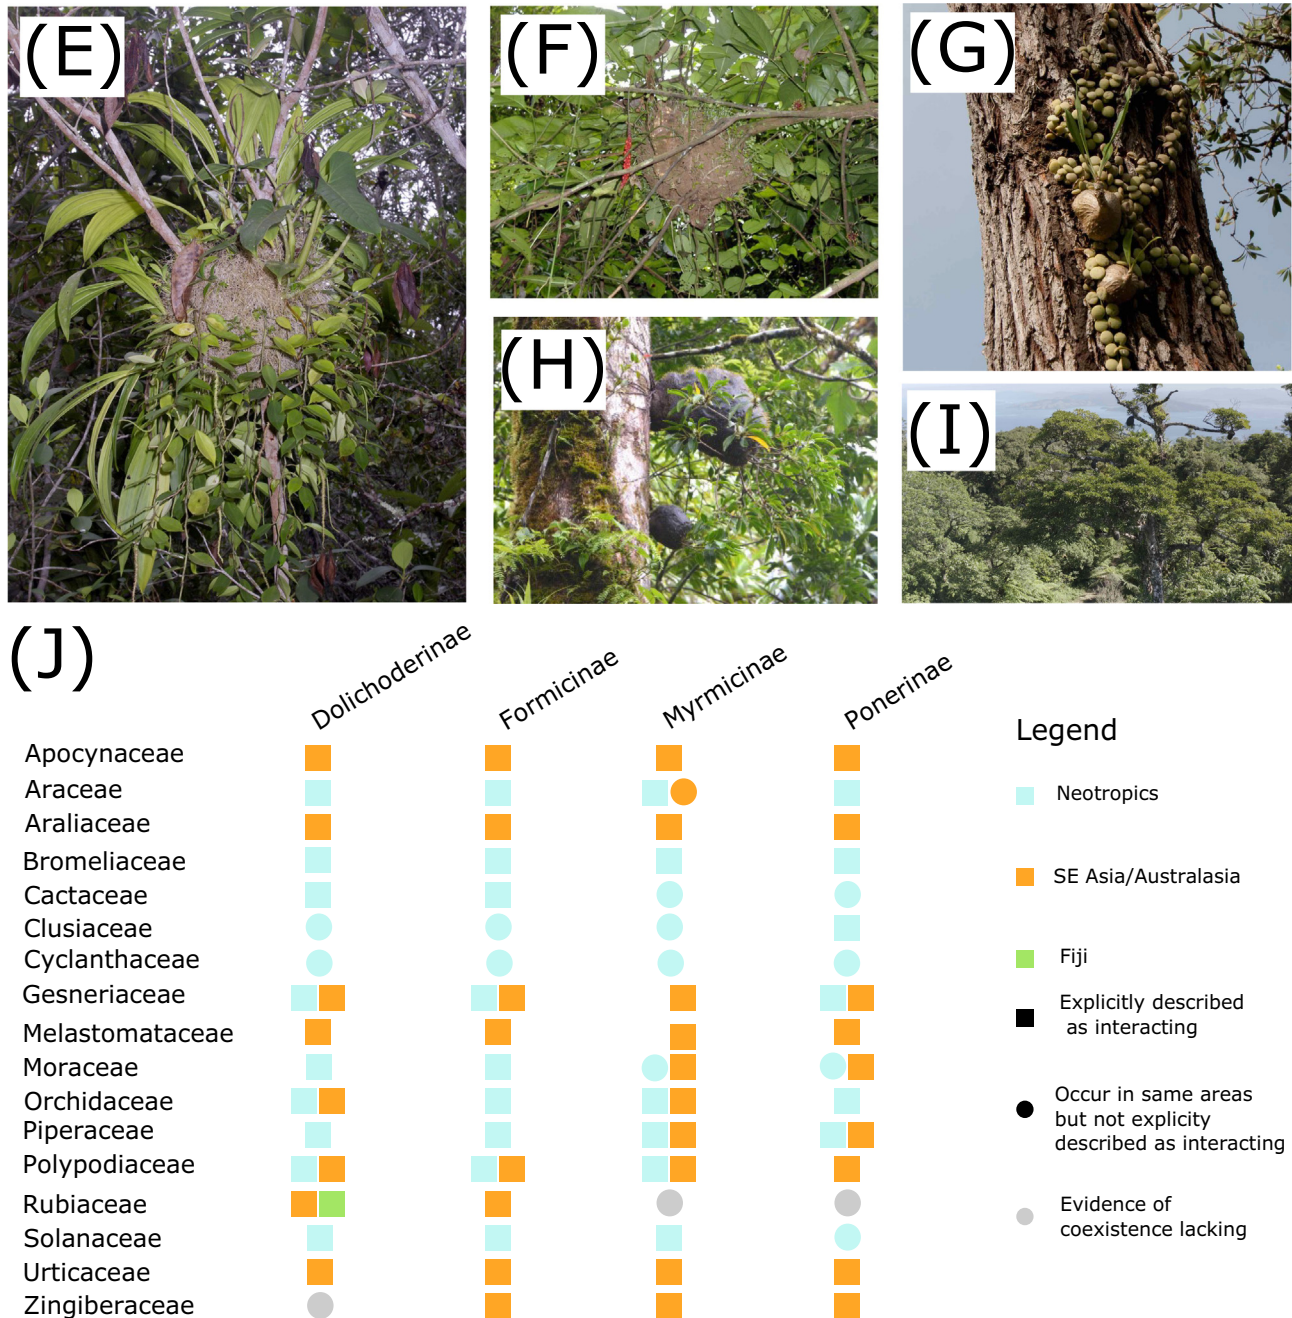 (E)
(F)
(G)
(H)
(I)
(J)
Dolichoderinae
Formicinae
Myrmicinae
Ponerinae
Apocynaceae
Araceae
Araliaceae
Bromeliaceae
Cactaceae
Clusiaceae
Cyclanthaceae
Gesneriaceae
Melastomataceae
Moraceae
Orchidaceae
Piperaceae
Polypodiaceae
Rubiaceae
Solanaceae
Urticaceae
Zingiberaceae
Legend
Neotropics
SE Asia/Australasia
Fiji
Explicitly described
as interacting
Occur in same areas
but not explicity
described as interacting
Evidence of
coexistence lacking